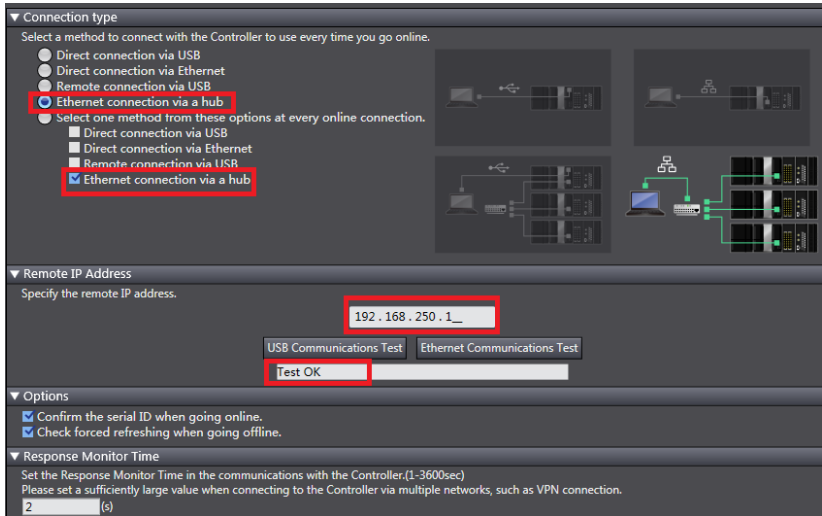 ▼ Connection type
Select a method to connect with the Controller to use every time you go online.
Direct connection via USB
Direct connection via Ethernet
Remote connection via USB
Ethernet connection via a hub
Select one method from these options at every online connection.
Direct connection via USB
Direct connection via Ethernet
Remote connection via USB
Ethernet connection via a hub
▼ Remote IP Address
Specify the remote IP address.
192 . 168 . 250 . 1_
USB Communications Test Ethernet Communications Test
Test OK
▼ Options
Confirm the serial ID when going online.
Check forced refreshing when going offline.
▼ Response Monitor Time
Set the Response Monitor Time in the communications with the Controller.(1-3600sec)
Please set a sufficiently large value when connecting to the Controller via multiple networks, such as VPN connection.
2 (s)